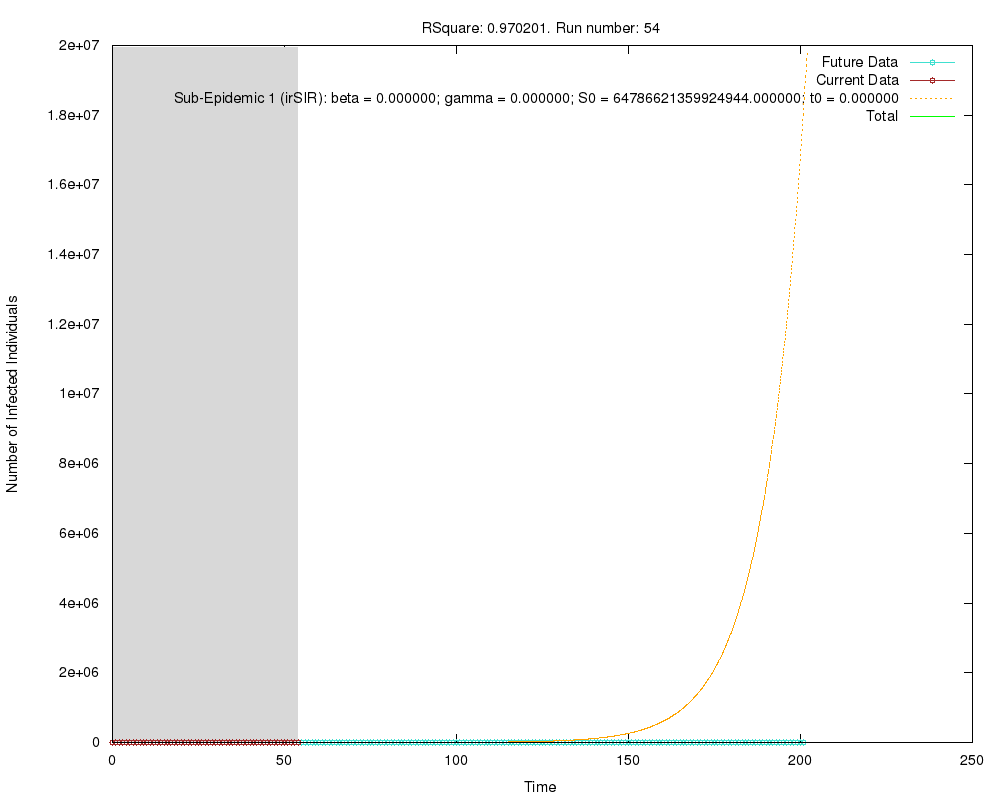 RSquare: 0.970201. Run number: 54
2e+07
1.8e+07
1.6e+07
1.4e+07
1.2e+07
1e+07
8e+06
6e+06
4e+06
2e+06
0
Number of Infected Individuals
Future Data
Current Data
Sub-Epidemic 1 (irSIR): beta = 0.000000; gamma = 0.000000; S0 = 64786621359924944.000000; t0 = 0.000000
Total
0 50 100 150 200 250
Time